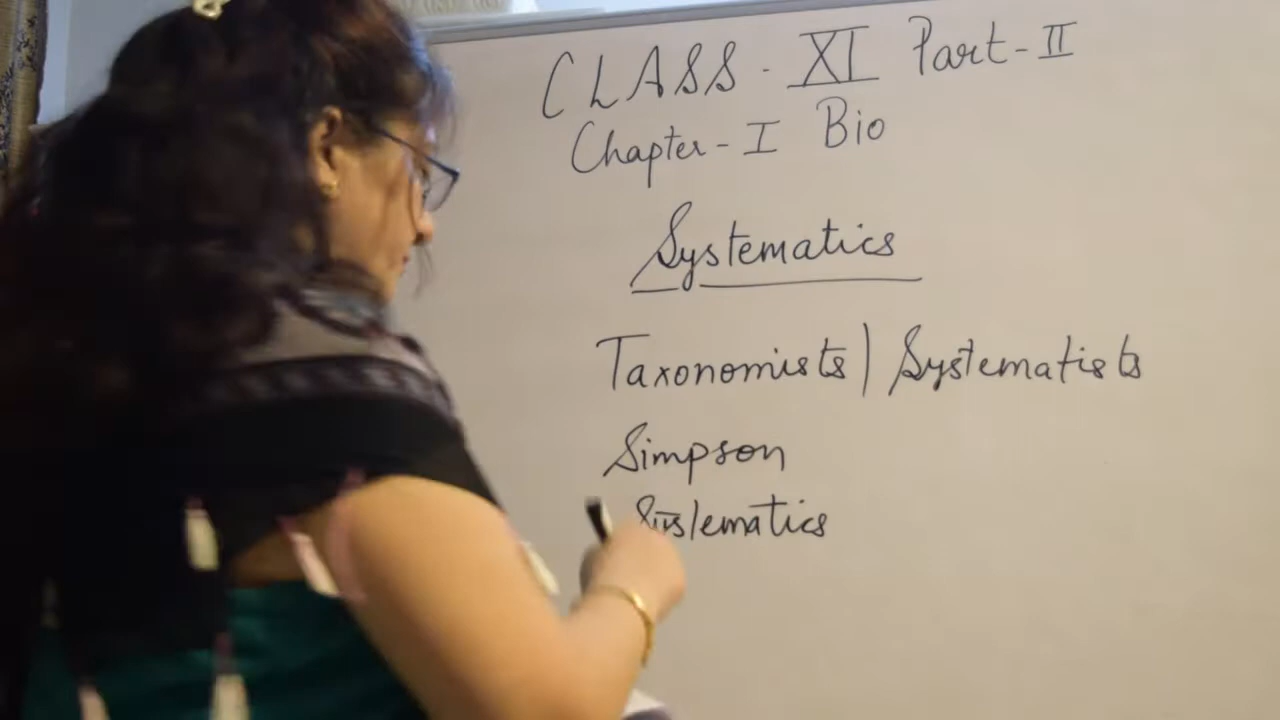 CLASS - XI Part - II
Chapter - I Bio
Systematics
Taxonomists | Systematists
Simpson
Systematics